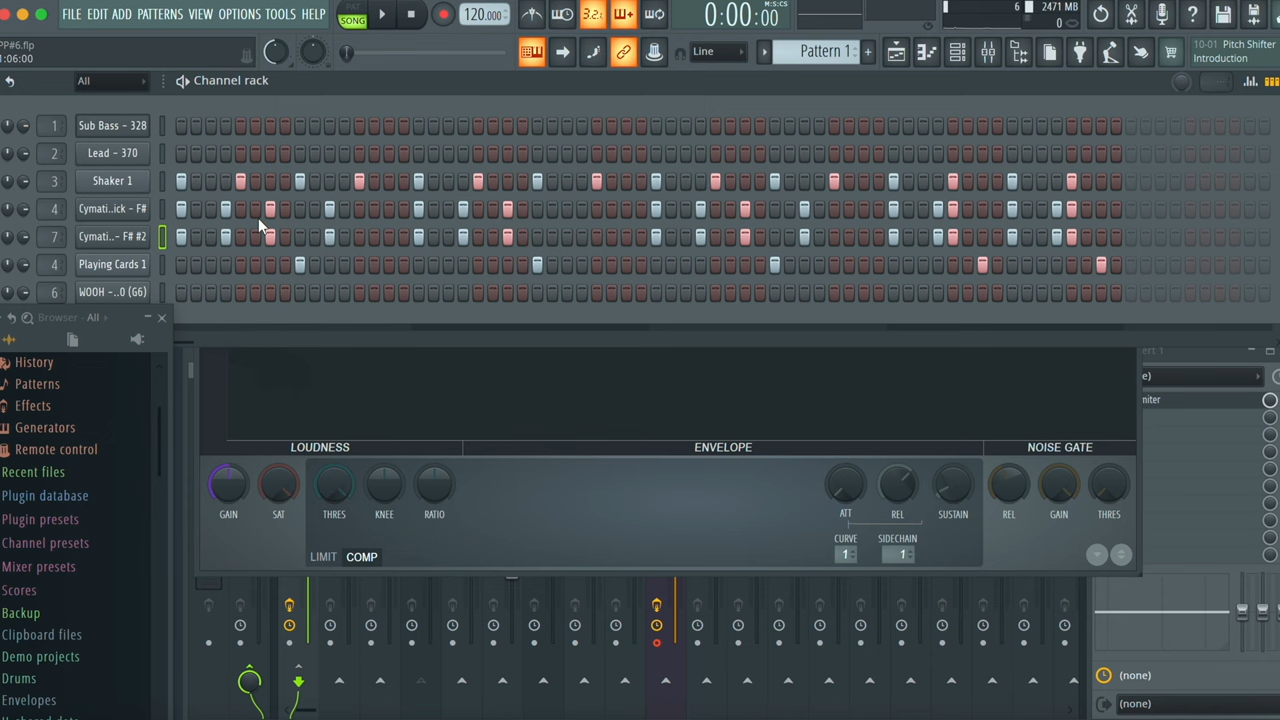 FILE EDIT ADD PATTERNS VIEW OPTIONS TOOLS HELP
PAT
SONG
120.000
3.2
0:00:00
M:S:CS
6
2471 MB
0
PP#6.flp
1:06:00
Line
Pattern 1
10-01 Pitch Shifter
Introduction
All
Channel rack
1 Sub Bass - 328
2 Lead - 370
3 Shaker 1
4 Cymati..ick - F#
7 Cymati..- F# #2
4 Playing Cards 1
6 WOOH -..0 (G6)
Browser - All
History
Patterns
Effects
Generators
Remote control
Recent files
Plugin database
Plugin presets
Channel presets
Mixer presets
Scores
Backup
Clipboard files
Demo projects
Drums
Envelopes
LOUDNESS
ENVELOPE
NOISE GATE
GAIN SAT THRES KNEE RATIO
ATT REL SUSTAIN
REL GAIN THRES
CURVE SIDECHAIN
1 1
LIMIT COMP
(none)
(none)